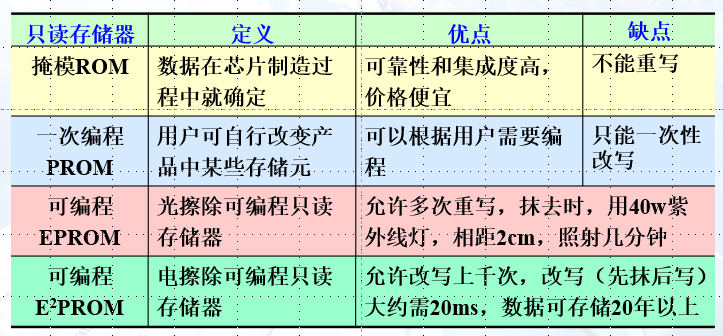 只读存储器 定义 优点 缺点
掩模ROM 数据在芯片制造过 可靠性和集成度高， 不能重写
程中就确定 价格便宜
一次编程 用户可自行改变产 可以根据用户需要编 只能一次性
PROM 品中某些存储元 程 改写
可编程 光擦除可编程只读 允许多次重写，抹去时，用40w紫
EPROM 存储器 外线灯，相距2cm，照射几分钟
可编程 电擦除可编程只读 允许改写上千次，改写（先抹后写）
E²PROM 存储器 大约需20ms，数据可存储20年以上